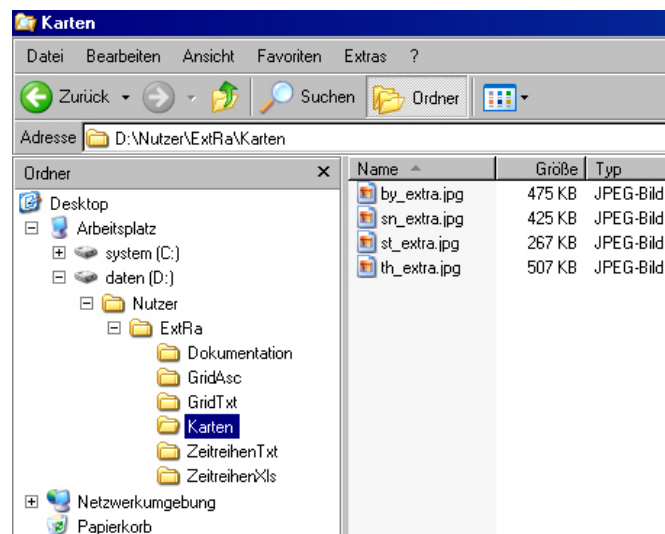 Karten
Datei Bearbeiten Ansicht Favoriten Extras ?
Zurück Suchen Ordner
Adresse D:\Nutzer\ExtRa\Karten
Ordner x
Desktop
Arbeitsplatz
system (C:)
daten (D:)
Nutzer
ExtRa
Dokumentation
GridAsc
GridTxt
Karten
ZeitreihenTxt
ZeitreihenXls
Netzwerkumgebung
Papierkorb
Name Größe Typ
by_extra.jpg 475 KB JPEG-Bild
sn_extra.jpg 425 KB JPEG-Bild
st_extra.jpg 267 KB JPEG-Bild
th_extra.jpg 507 KB JPEG-Bild